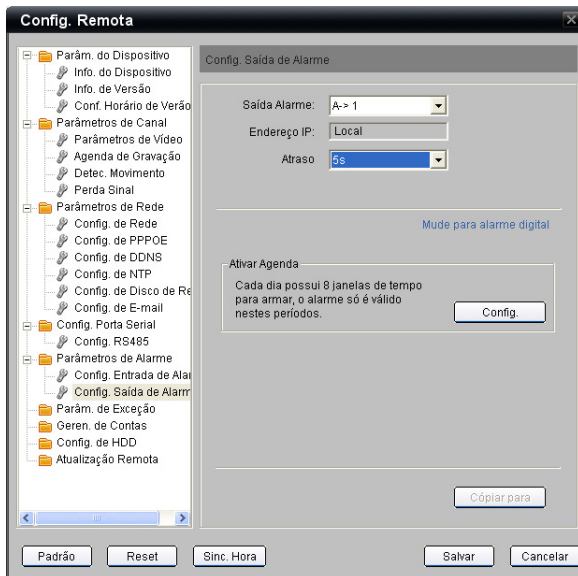 Config. Remota
Parâm. do Dispositivo
Info. do Dispositivo
Info. de Versão
Conf. Horário de Verão
Parâmetros de Canal
Parâmetros de Vídeo
Agenda de Gravação
Detec. Movimento
Perda Sinal
Parâmetros de Rede
Config. de Rede
Config. de PPPOE
Config. de DDNS
Config. de NTP
Config. de Disco de Re
Config. de E-mail
Config. Porta Serial
Config. RS485
Parâmetros de Alarme
Config. Entrada de Alar
Config. Saída de Alarm
Parâm. de Exceção
Geren. de Contas
Config. de HDD
Atualização Remota
Config. Saída de Alarme
Saída Alarme: A-> 1
Endereço IP: Local
Atraso 5s
Mude para alarme digital
Ativar Agenda
Cada dia possui 8 janelas de tempo
para armar, o alarme só é válido
nestes períodos.
Config.
Cópiar para
Padrão Reset Sinc. Hora Salvar Cancelar